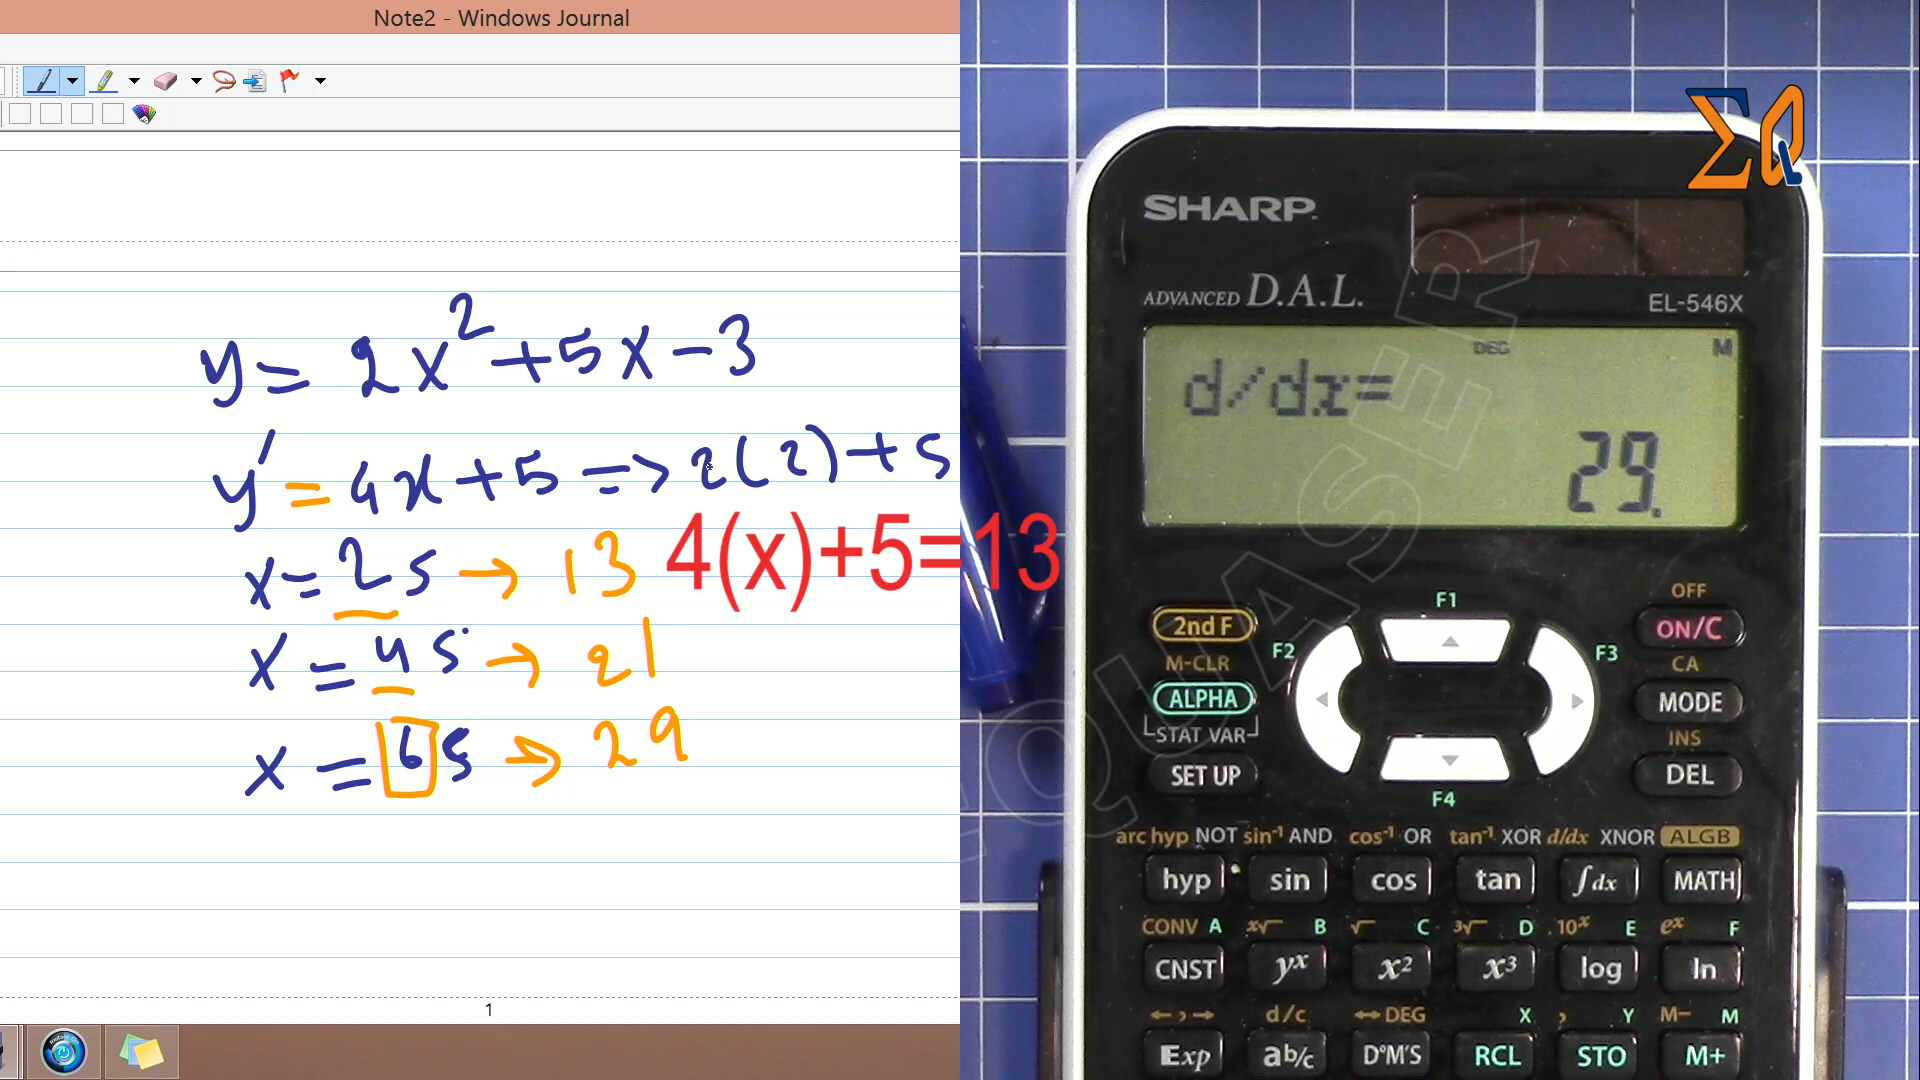 Note2 - Windows Journal
y = 2x² + 5x - 3
y' = 4x + 5 => 2(2) + 5
x = 2 s → 13
4(x)+5=13
x = 4 s → 21
x = 6 s → 29
1
SHARP
ADVANCED D.A.L.
EL-546X
DEG M
d/dx=
29.
EQUASER
F1
OFF
2nd F
ON/C
F2
F3
M-CLR
CA
ALPHA
MODE
STAT VAR
INS
SET UP
DEL
F4
arc hyp NOT sin⁻¹ AND cos⁻¹ OR tan⁻¹ XOR d/dx XNOR ALGB
hyp sin cos tan ∫dx MATH
CONV A ˣ√ B √ C ³√ D 10ˣ E eˣ F
CNST yˣ x² x³ log ln
←,→ d/c ↔DEG X , Y M− M
Exp ab/c D°M'S RCL STO M+